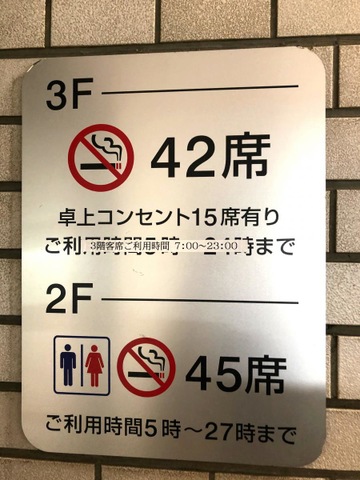 3F
42席
卓上コンセント15席有り
3階客席ご利用時間 7:00~23:00
まで
2F
45席
ご利用時間5時~27時まで